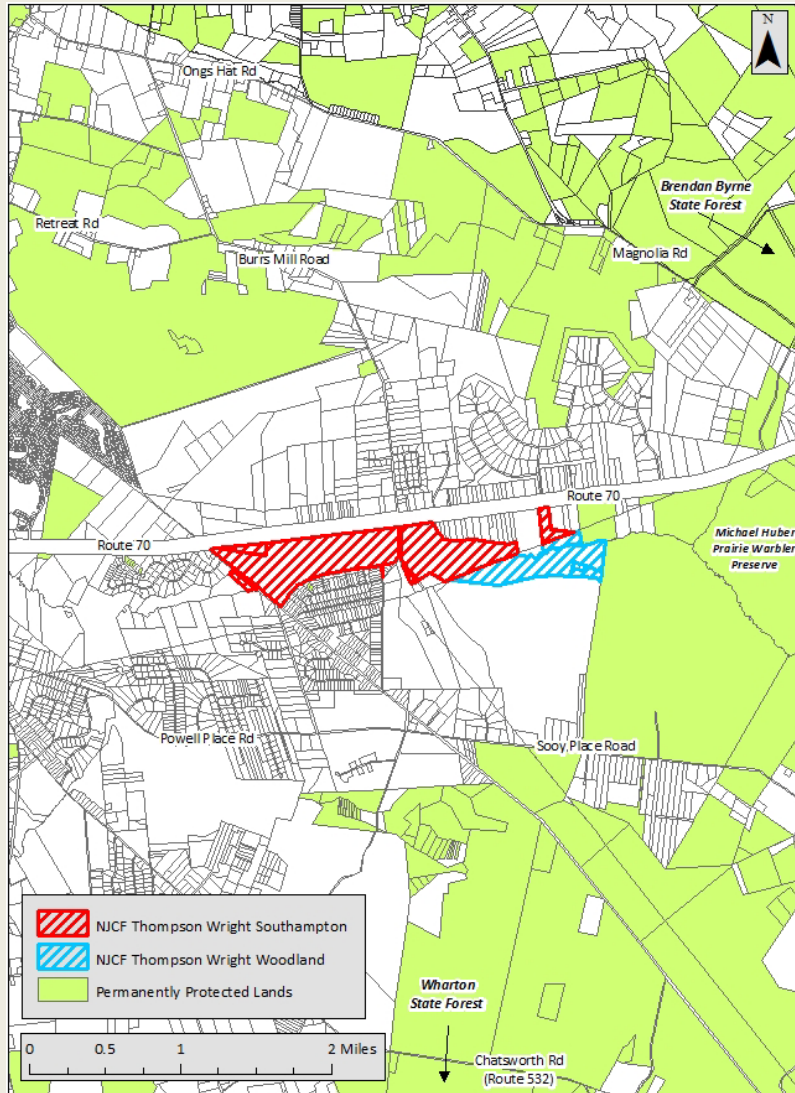 N
Ongs Hat Rd
Brendan Byrne
State Forest
Retreat Rd
Burrs Mill Road
Magnolia Rd
Route 70
Route 70
Michael Huber
Prairie Warbler
Preserve
Powell Place Rd
Sooy Place Road
NJCF Thompson Wright Southampton
NJCF Thompson Wright Woodland
Permanently Protected Lands
Wharton
State Forest
0 0.5 1 2 Miles
Chatsworth Rd
(Route 532)